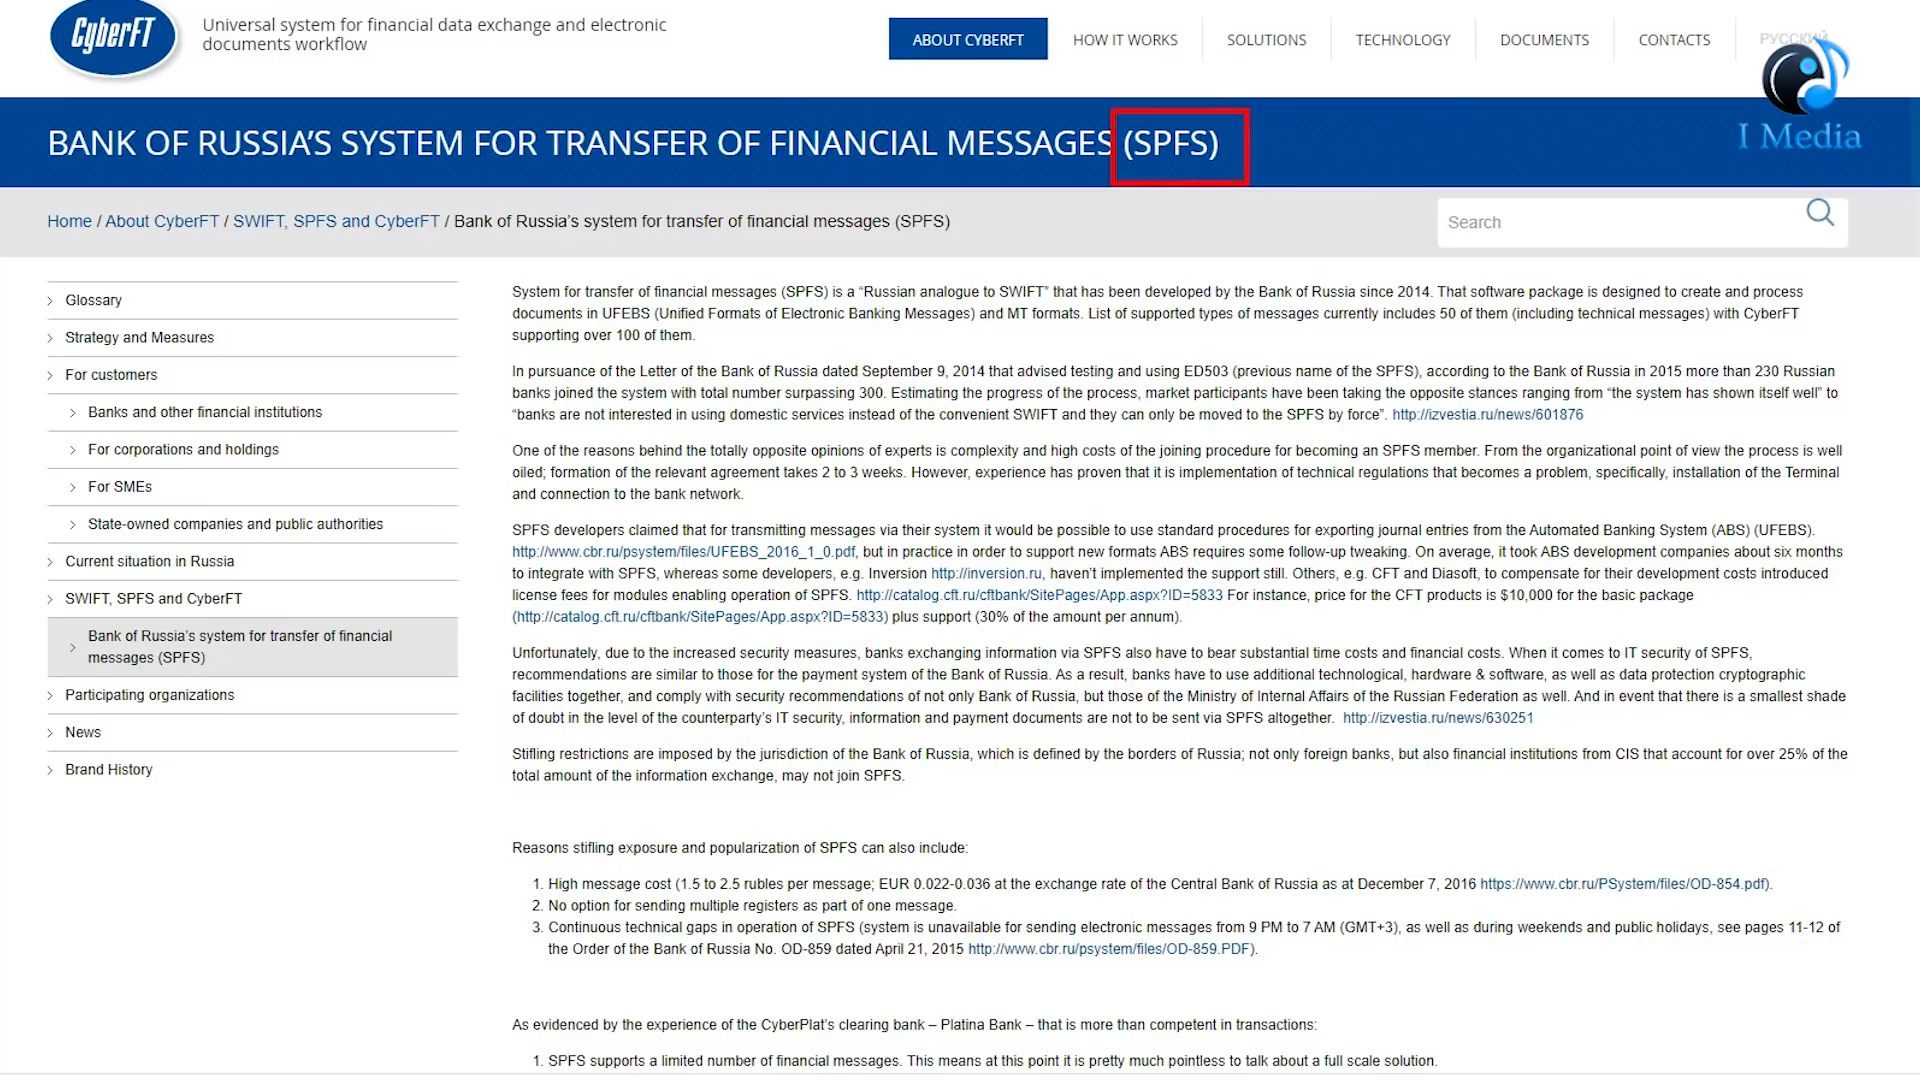 CyberFT
Universal system for financial data exchange and electronic
documents workflow
ABOUT CYBERFT
HOW IT WORKS
SOLUTIONS
TECHNOLOGY
DOCUMENTS
CONTACTS
РУССКИЙ
I Media
BANK OF RUSSIA’S SYSTEM FOR TRANSFER OF FINANCIAL MESSAGES (SPFS)
Home / About CyberFT / SWIFT, SPFS and CyberFT / Bank of Russia’s system for transfer of financial messages (SPFS)
Search
Glossary
Strategy and Measures
For customers
Banks and other financial institutions
For corporations and holdings
For SMEs
State-owned companies and public authorities
Current situation in Russia
SWIFT, SPFS and CyberFT
Bank of Russia’s system for transfer of financial
messages (SPFS)
Participating organizations
News
Brand History
System for transfer of financial messages (SPFS) is a “Russian analogue to SWIFT” that has been developed by the Bank of Russia since 2014. That software package is designed to create and process
documents in UFEBS (Unified Formats of Electronic Banking Messages) and MT formats. List of supported types of messages currently includes 50 of them (including technical messages) with CyberFT
supporting over 100 of them.
In pursuance of the Letter of the Bank of Russia dated September 9, 2014 that advised testing and using ED503 (previous name of the SPFS), according to the Bank of Russia in 2015 more than 230 Russian
banks joined the system with total number surpassing 300. Estimating the progress of the process, market participants have been taking the opposite stances ranging from “the system has shown itself well” to
“banks are not interested in using domestic services instead of the convenient SWIFT and they can only be moved to the SPFS by force”. http://izvestia.ru/news/601876
One of the reasons behind the totally opposite opinions of experts is complexity and high costs of the joining procedure for becoming an SPFS member. From the organizational point of view the process is well
oiled; formation of the relevant agreement takes 2 to 3 weeks. However, experience has proven that it is implementation of technical regulations that becomes a problem, specifically, installation of the Terminal
and connection to the bank network.
SPFS developers claimed that for transmitting messages via their system it would be possible to use standard procedures for exporting journal entries from the Automated Banking System (ABS) (UFEBS).
http://www.cbr.ru/psystem/files/UFEBS_2016_1_0.pdf, but in practice in order to support new formats ABS requires some follow-up tweaking. On average, it took ABS development companies about six months
to integrate with SPFS, whereas some developers, e.g. Inversion http://inversion.ru, haven’t implemented the support still. Others, e.g. CFT and Diasoft, to compensate for their development costs introduced
license fees for modules enabling operation of SPFS. http://catalog.cft.ru/cftbank/SitePages/App.aspx?ID=5833 For instance, price for the CFT products is $10,000 for the basic package
(http://catalog.cft.ru/cftbank/SitePages/App.aspx?ID=5833) plus support (30% of the amount per annum).
Unfortunately, due to the increased security measures, banks exchanging information via SPFS also have to bear substantial time costs and financial costs. When it comes to IT security of SPFS,
recommendations are similar to those for the payment system of the Bank of Russia. As a result, banks have to use additional technological, hardware & software, as well as data protection cryptographic
facilities together, and comply with security recommendations of not only Bank of Russia, but those of the Ministry of Internal Affairs of the Russian Federation as well. And in event that there is a smallest shade
of doubt in the level of the counterparty’s IT security, information and payment documents are not to be sent via SPFS altogether. http://izvestia.ru/news/630251
Stifling restrictions are imposed by the jurisdiction of the Bank of Russia, which is defined by the borders of Russia; not only foreign banks, but also financial institutions from CIS that account for over 25% of the
total amount of the information exchange, may not join SPFS.
Reasons stifling exposure and popularization of SPFS can also include:
1. High message cost (1.5 to 2.5 rubles per message; EUR 0.022-0.036 at the exchange rate of the Central Bank of Russia as at December 7, 2016 https://www.cbr.ru/PSystem/files/OD-854.pdf).
2. No option for sending multiple registers as part of one message.
3. Continuous technical gaps in operation of SPFS (system is unavailable for sending electronic messages from 9 PM to 7 AM (GMT+3), as well as during weekends and public holidays, see pages 11-12 of
the Order of the Bank of Russia No. OD-859 dated April 21, 2015 http://www.cbr.ru/psystem/files/OD-859.PDF).
As evidenced by the experience of the CyberPlat’s clearing bank – Platina Bank – that is more than competent in transactions:
1. SPFS supports a limited number of financial messages. This means at this point it is pretty much pointless to talk about a full scale solution.